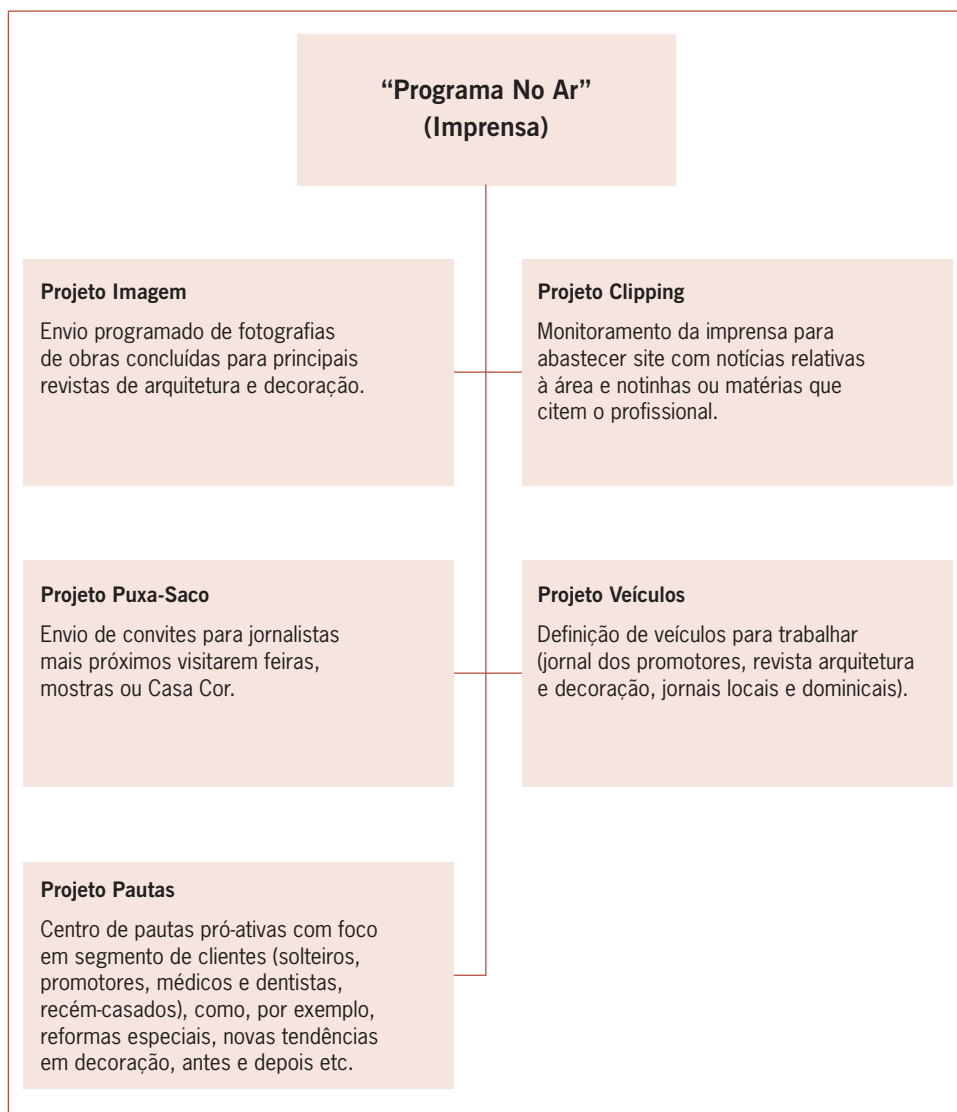 “Programa No Ar”
(Imprensa)
Projeto Imagem
Envio programado de fotografias
de obras concluídas para principais
revistas de arquitetura e decoração.
Projeto Clipping
Monitoramento da imprensa para
abastecer site com notícias relativas
à área e notinhas ou matérias que
citem o profissional.
Projeto Puxa-Saco
Envio de convites para jornalistas
mais próximos visitarem feiras,
mostras ou Casa Cor.
Projeto Veículos
Definição de veículos para trabalhar
(jornal dos promotores, revista arquitetura
e decoração, jornais locais e dominicais).
Projeto Pautas
Centro de pautas pró-ativas com foco
em segmento de clientes (solteiros,
promotores, médicos e dentistas,
recém-casados), como, por exemplo,
reformas especiais, novas tendências
em decoração, antes e depois etc.